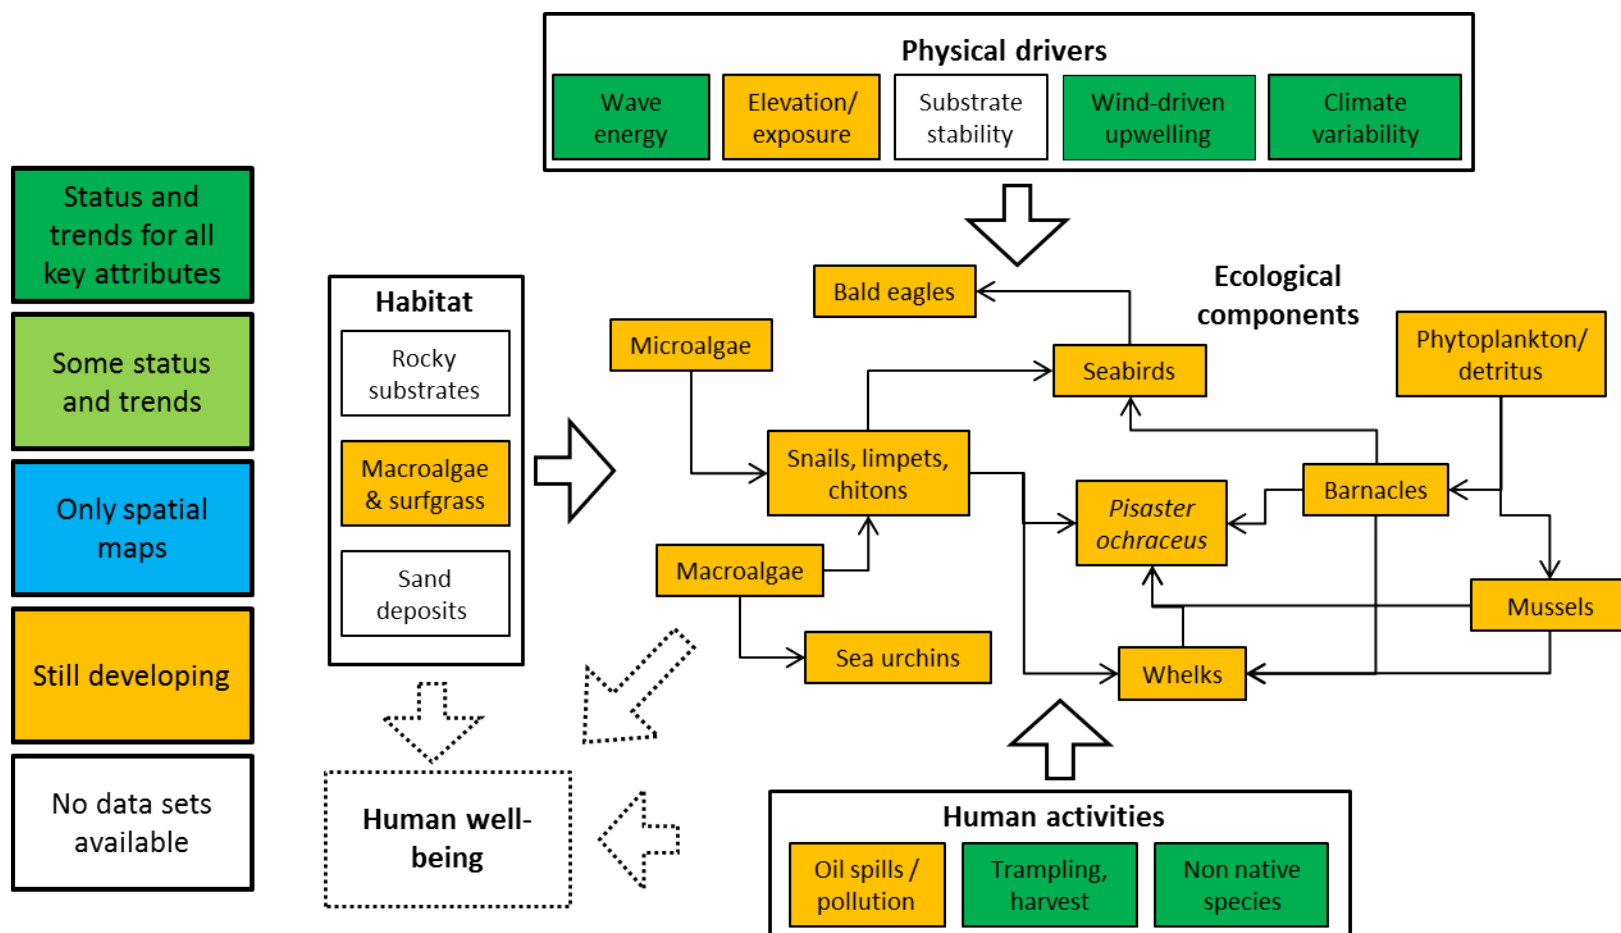 Physical drivers
Wave
energy
Elevation/
exposure
Substrate
stability
Wind-driven
upwelling
Climate
variability
Status and
trends for all
key attributes
Some status
and trends
Only spatial
maps
Still developing
No data sets
available
Habitat
Rocky
substrates
Macroalgae
& surfgrass
Sand
deposits
Ecological
components
Bald eagles
Microalgae
Seabirds
Phytoplankton/
detritus
Snails, limpets,
chitons
Pisaster
ochraceus
Barnacles
Macroalgae
Mussels
Sea urchins
Whelks
Human well-
being
Human activities
Oil spills /
pollution
Trampling,
harvest
Non native
species